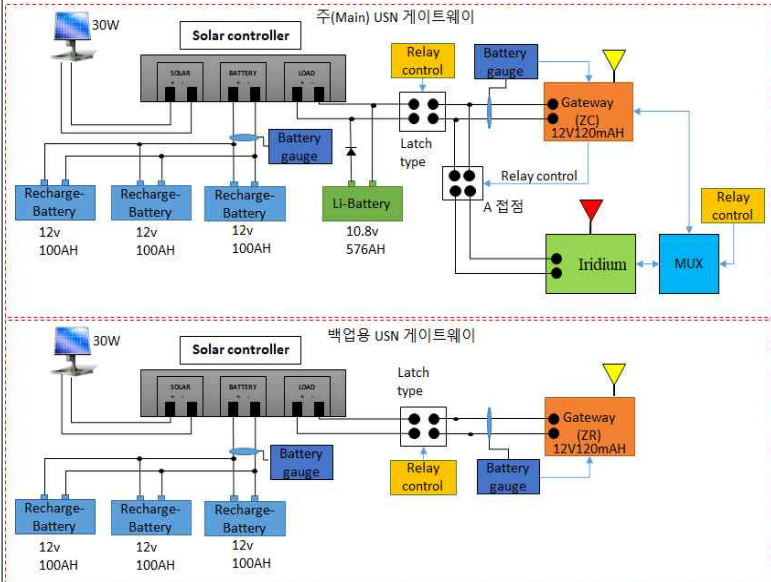 주(Main) USN 게이트웨이
30W
Solar controller
SOLAR
BATTERY
LOAD
+ -
+ -
+ -
Relay
control
Battery
gauge
Gateway
(ZC)
12V120mAH
Latch
type
Battery
gauge
Relay control
A 접점
Recharge-
Battery
12v
100AH
Recharge-
Battery
12v
100AH
Recharge-
Battery
12v
100AH
Li-Battery
10.8v
576AH
Iridium
MUX
Relay
control
백업용 USN 게이트웨이
30W
Solar controller
SOLAR
BATTERY
LOAD
+ -
+ -
+ -
Latch
type
Gateway
(ZR)
12V120mAH
Battery
gauge
Relay
control
Battery
gauge
Recharge-
Battery
12v
100AH
Recharge-
Battery
12v
100AH
Recharge-
Battery
12v
100AH